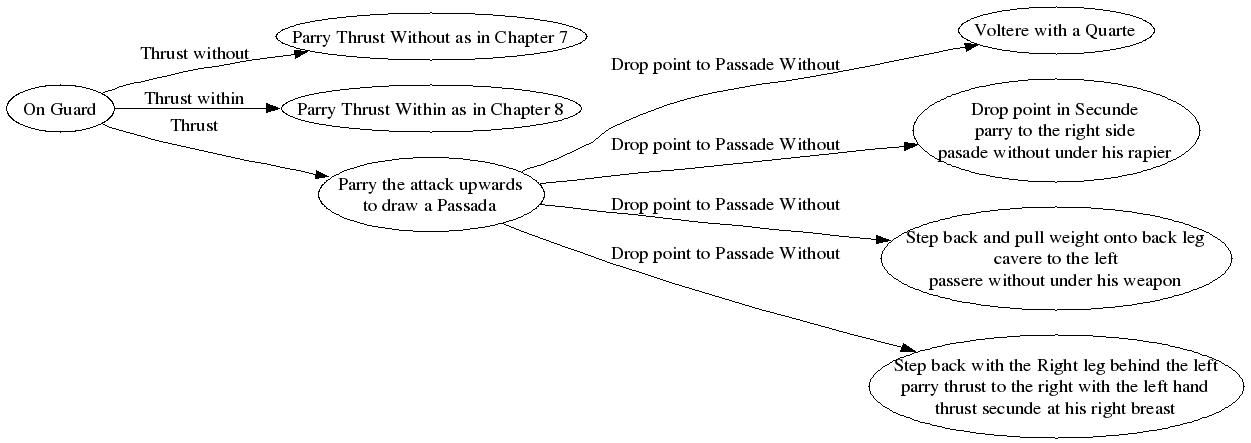 On Guard
Thrust without
Parry Thrust Without as in Chapter 7
Thrust within
Parry Thrust Within as in Chapter 8
Thrust
Parry the attack upwards
to draw a Passada
Drop point to Passade Without
Voltere with a Quarte
Drop point to Passade Without
Drop point in Secunde
parry to the right side
pasade without under his rapier
Drop point to Passade Without
Step back and pull weight onto back leg
cavere to the left
passere without under his weapon
Drop point to Passade Without
Step back with the Right leg behind the left
parry thrust to the right with the left hand
thrust secunde at his right breast